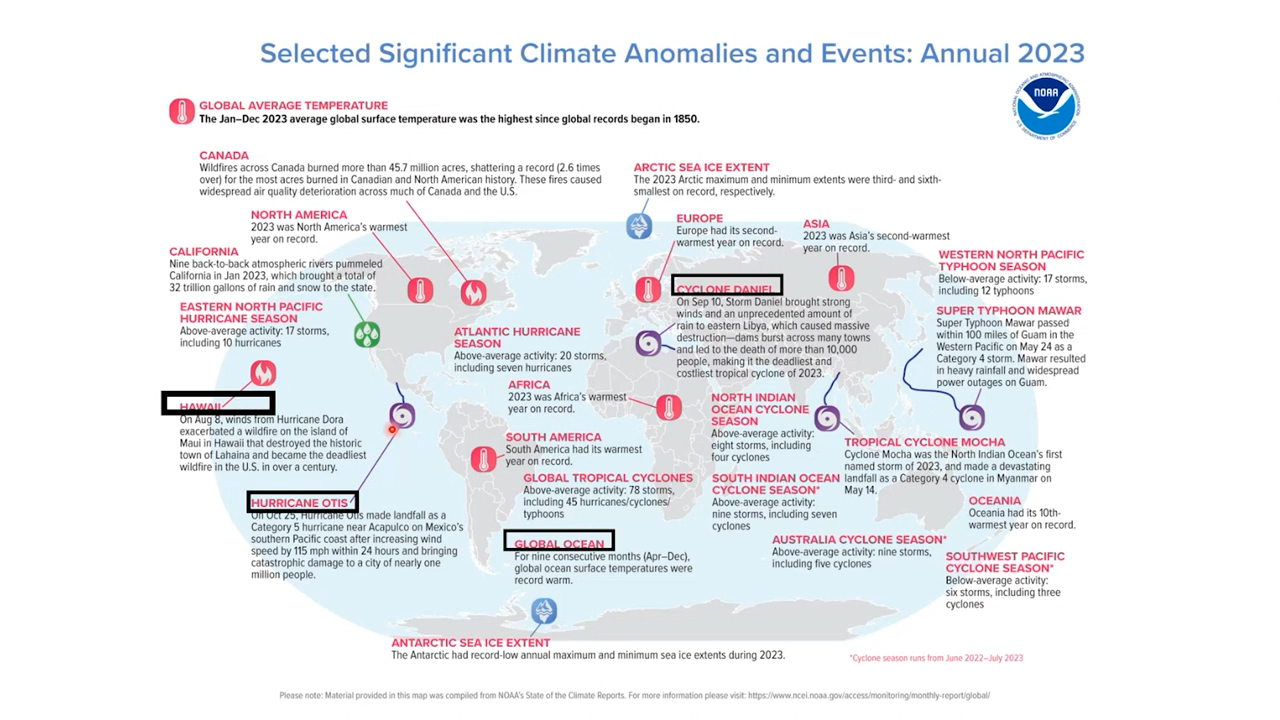 Selected Significant Climate Anomalies and Events: Annual 2023
NOAA
NATIONAL OCEANIC AND ATMOSPHERIC ADMINISTRATION
U.S. DEPARTMENT OF COMMERCE
GLOBAL AVERAGE TEMPERATURE
The Jan–Dec 2023 average global surface temperature was the highest since global records began in 1850.
CANADA
Wildfires across Canada burned more than 45.7 million acres, shattering a record (2.6 times
over) for the most acres burned in Canadian and North American history. These fires caused
widespread air quality deterioration across much of Canada and the U.S.
ARCTIC SEA ICE EXTENT
The 2023 Arctic maximum and minimum extents were third- and sixth-
smallest on record, respectively.
NORTH AMERICA
2023 was North America's warmest
year on record.
EUROPE
Europe had its second-
warmest year on record.
ASIA
2023 was Asia's second-warmest
year on record.
CALIFORNIA
Nine back-to-back atmospheric rivers pummeled
California in Jan 2023, which brought a total of
32 trillion gallons of rain and snow to the state.
WESTERN NORTH PACIFIC
TYPHOON SEASON
Below-average activity: 17 storms,
including 12 typhoons
EASTERN NORTH PACIFIC
HURRICANE SEASON
Above-average activity: 17 storms,
including 10 hurricanes
CYCLONE DANIEL
On Sep 10, Storm Daniel brought strong
winds and an unprecedented amount of
rain to eastern Libya, which caused massive
destruction—dams burst across many towns
and led to the death of more than 10,000
people, making it the deadliest and
costliest tropical cyclone of 2023.
SUPER TYPHOON MAWAR
Super Typhoon Mawar passed
within 100 miles of Guam in the
Western Pacific on May 24 as a
Category 4 storm. Mawar resulted
in heavy rainfall and widespread
power outages on Guam.
ATLANTIC HURRICANE
SEASON
Above-average activity: 20 storms,
including seven hurricanes
AFRICA
2023 was Africa's warmest
year on record.
HAWAII
On Aug 8, winds from Hurricane Dora
exacerbated a wildfire on the island of
Maui in Hawaii that destroyed the historic
town of Lahaina and became the deadliest
wildfire in the U.S. in over a century.
NORTH INDIAN
OCEAN CYCLONE
SEASON
Above-average activity:
eight storms, including
four cyclones
SOUTH AMERICA
South America had its warmest
year on record.
TROPICAL CYCLONE MOCHA
Cyclone Mocha was the North Indian Ocean's first
named storm of 2023, and made a devastating
landfall as a Category 4 cyclone in Myanmar on
May 14.
GLOBAL TROPICAL CYCLONES
Above-average activity: 78 storms,
including 45 hurricanes/cyclones/
typhoons
SOUTH INDIAN OCEAN
CYCLONE SEASON*
Above-average activity:
nine storms, including seven
cyclones
HURRICANE OTIS
On Oct 25, Hurricane Otis made landfall as a
Category 5 hurricane near Acapulco on Mexico's
southern Pacific coast after increasing wind
speed by 115 mph within 24 hours and bringing
catastrophic damage to a city of nearly one
million people.
OCEANIA
Oceania had its 10th-
warmest year on record.
GLOBAL OCEAN
For nine consecutive months (Apr–Dec),
global ocean surface temperatures were
record warm.
AUSTRALIA CYCLONE SEASON*
Above-average activity: nine storms,
including five cyclones
SOUTHWEST PACIFIC
CYCLONE SEASON*
Below-average activity:
six storms, including three
cyclones
ANTARCTIC SEA ICE EXTENT
The Antarctic had record-low annual maximum and minimum sea ice extents during 2023.
*Cyclone season runs from June 2022–July 2023
Please note: Material provided in this map was compiled from NOAA's State of the Climate Reports. For more information please visit: https://www.ncei.noaa.gov/access/monitoring/monthly-report/global/